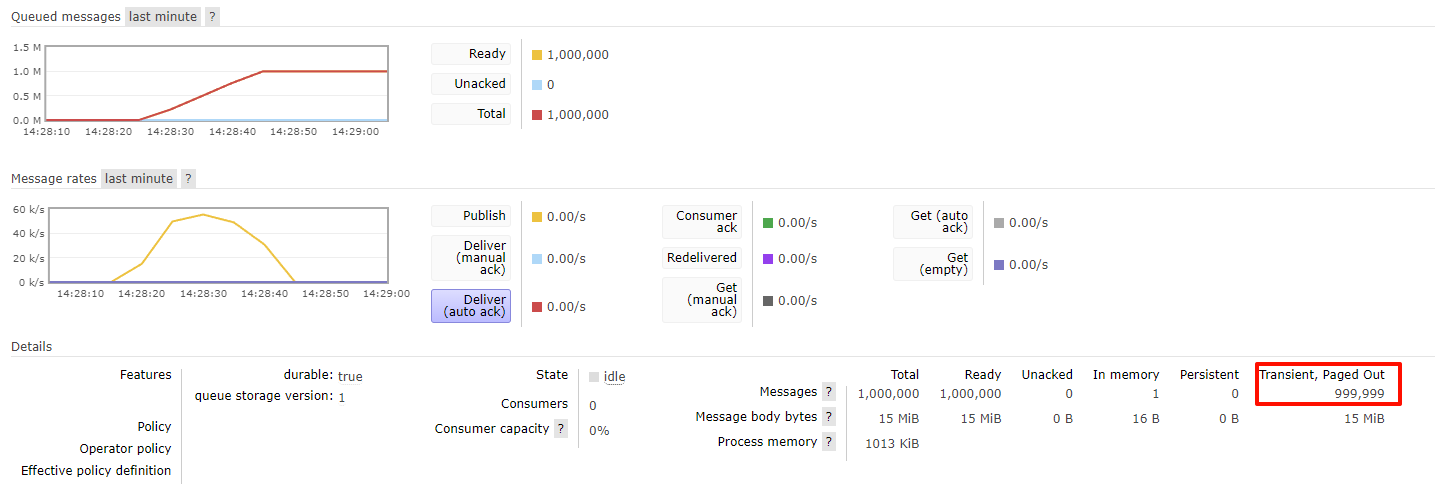 Queued messages last minute ?
1.5 M
1.0 M
0.5 M
0.0 M
14:28:10 14:28:20 14:28:30 14:28:40 14:28:50 14:29:00
Ready 1,000,000
Unacked 0
Total 1,000,000
Message rates last minute ?
60 k/s
40 k/s
20 k/s
0 k/s
14:28:10 14:28:20 14:28:30 14:28:40 14:28:50 14:29:00
Publish 0.00/s
Deliver
(manual
ack)
0.00/s
Deliver
(auto ack)
0.00/s
Consumer
ack
0.00/s
Redelivered 0.00/s
Get
(manual
ack)
0.00/s
Get (auto
ack)
0.00/s
Get
(empty)
0.00/s
Details
Features durable: true
queue storage version: 1
Policy
Operator policy
Effective policy definition
State idle
Consumers 0
Consumer capacity ? 0%
Total Ready Unacked In memory Persistent Transient, Paged Out
Messages ? 1,000,000 1,000,000 0 1 0 999,999
Message body bytes ? 15 MiB 15 MiB 0 B 16 B 0 B 15 MiB
Process memory ? 1013 KiB